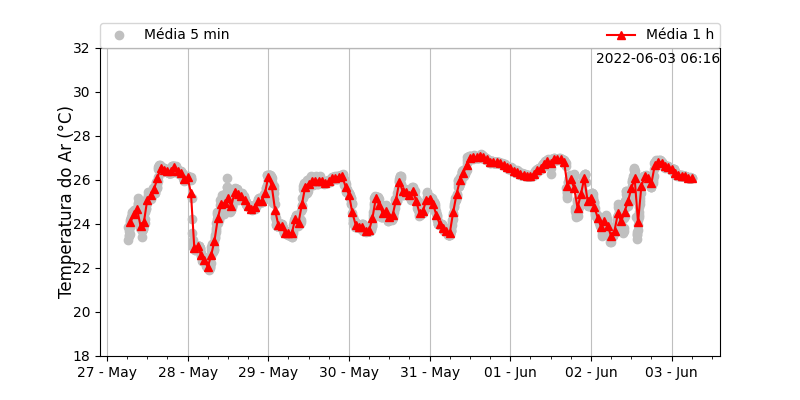 Média 5 min
Média 1 h
2022-06-03 06:16
Temperatura do Ar (°C)
32
30
28
26
24
22
20
18
27 - May
28 - May
29 - May
30 - May
31 - May
01 - Jun
02 - Jun
03 - Jun